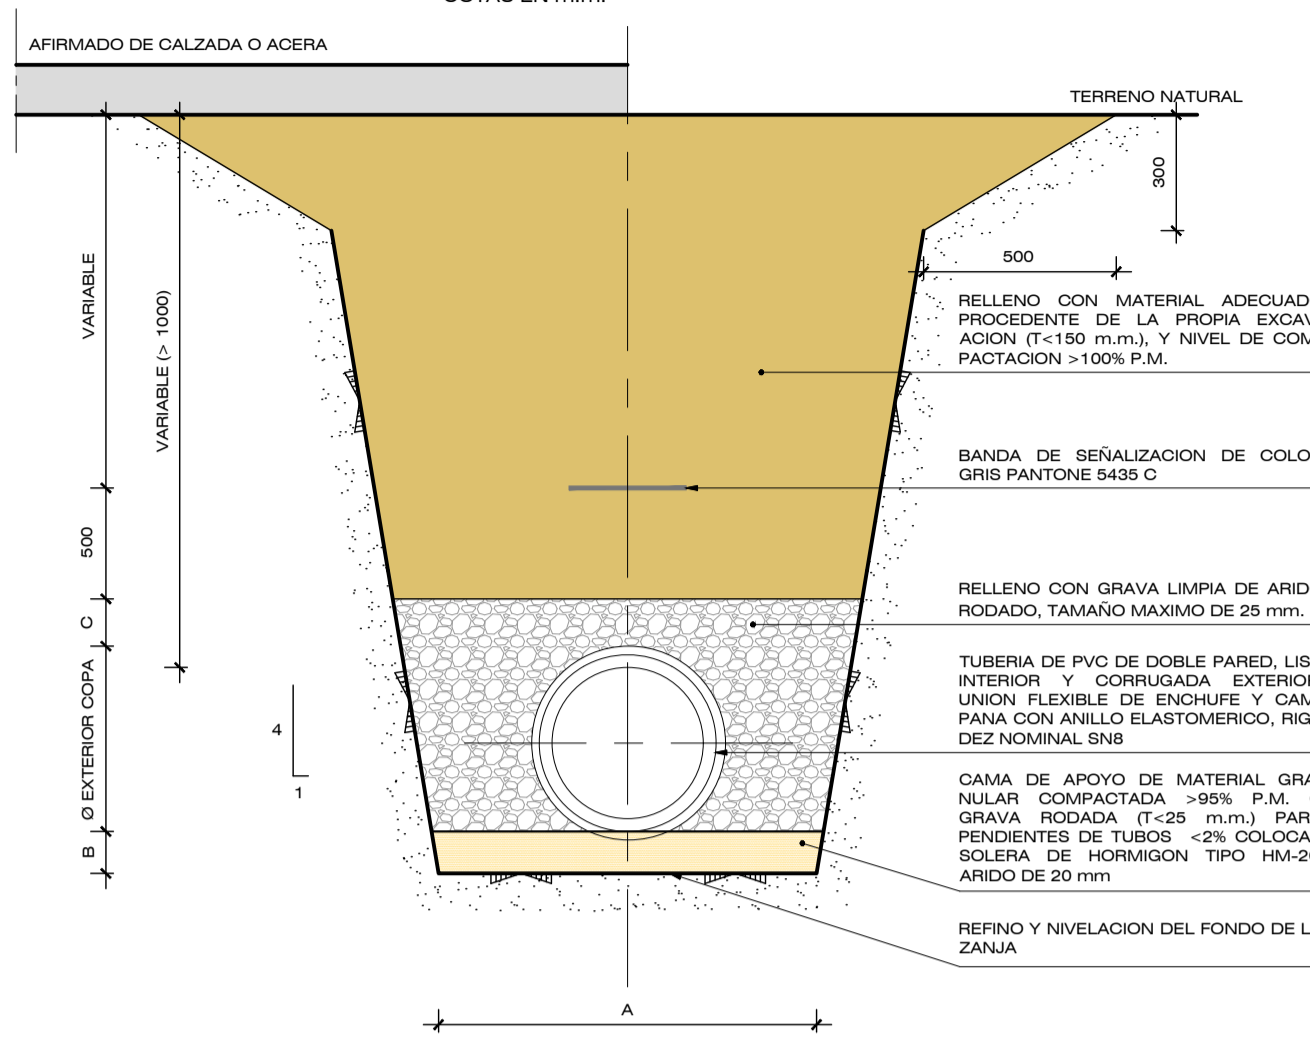 COTAS EN m.m.
AFIRMADO DE CALZADA O ACERA
TERRENO NATURAL
300
500
VARIABLE
VARIABLE (> 1000)
500
C
Ø EXTERIOR COPA
B
4
1
RELLENO CON MATERIAL ADECUAD
PROCEDENTE DE LA PROPIA EXCAV
ACION (T<150 m.m.), Y NIVEL DE COM
PACTACION >100% P.M.
BANDA DE SEÑALIZACION DE COLO
GRIS PANTONE 5435 C
RELLENO CON GRAVA LIMPIA DE ARID
RODADO, TAMAÑO MAXIMO DE 25 mm.
TUBERIA DE PVC DE DOBLE PARED, LIS
INTERIOR Y CORRUGADA EXTERIOR
UNION FLEXIBLE DE ENCHUFE Y CAM
PANA CON ANILLO ELASTOMERICO, RIG
DEZ NOMINAL SN8
CAMA DE APOYO DE MATERIAL GRA
NULAR COMPACTADA >95% P.M.
GRAVA RODADA (T<25 m.m.) PAR
PENDIENTES DE TUBOS <2% COLOCA
SOLERA DE HORMIGON TIPO HM-20
ARIDO DE 20 mm
REFINO Y NIVELACION DEL FONDO DE L
ZANJA
A